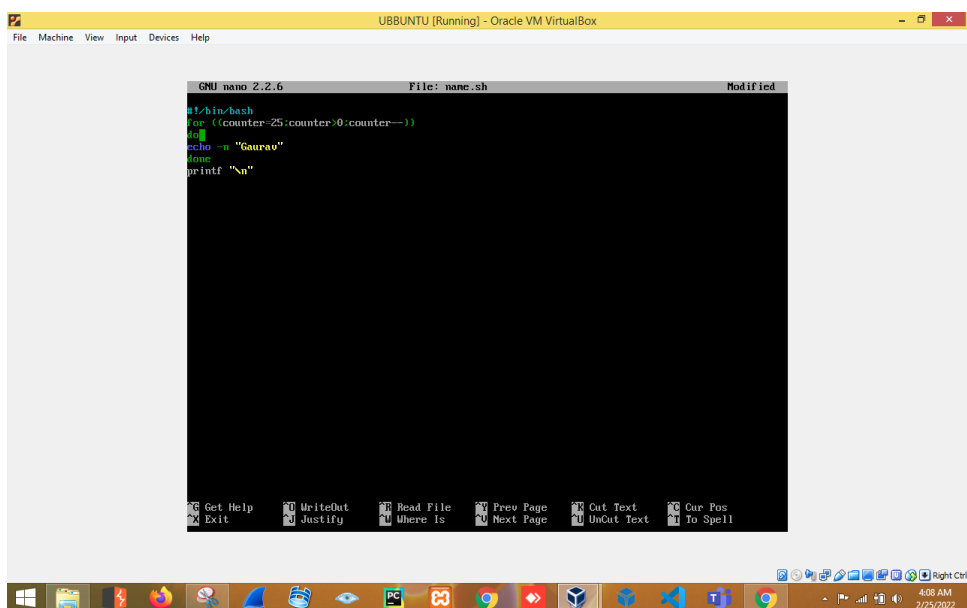 UBBUNTU [Running] - Oracle VM VirtualBox
File Machine View Input Devices Help
GNU nano 2.2.6 File: name.sh Modified
#!/bin/bash
for ((counter=25;counter>0;counter--))
do
echo -n "Gaurav"
done
printf "\n"
^G Get Help ^O WriteOut ^R Read File ^Y Prev Page ^K Cut Text ^C Cur Pos
^X Exit ^J Justify ^W Where Is ^V Next Page ^U UnCut Text ^T To Spell
Right Ctrl
PC
4:08 AM
2/25/2022